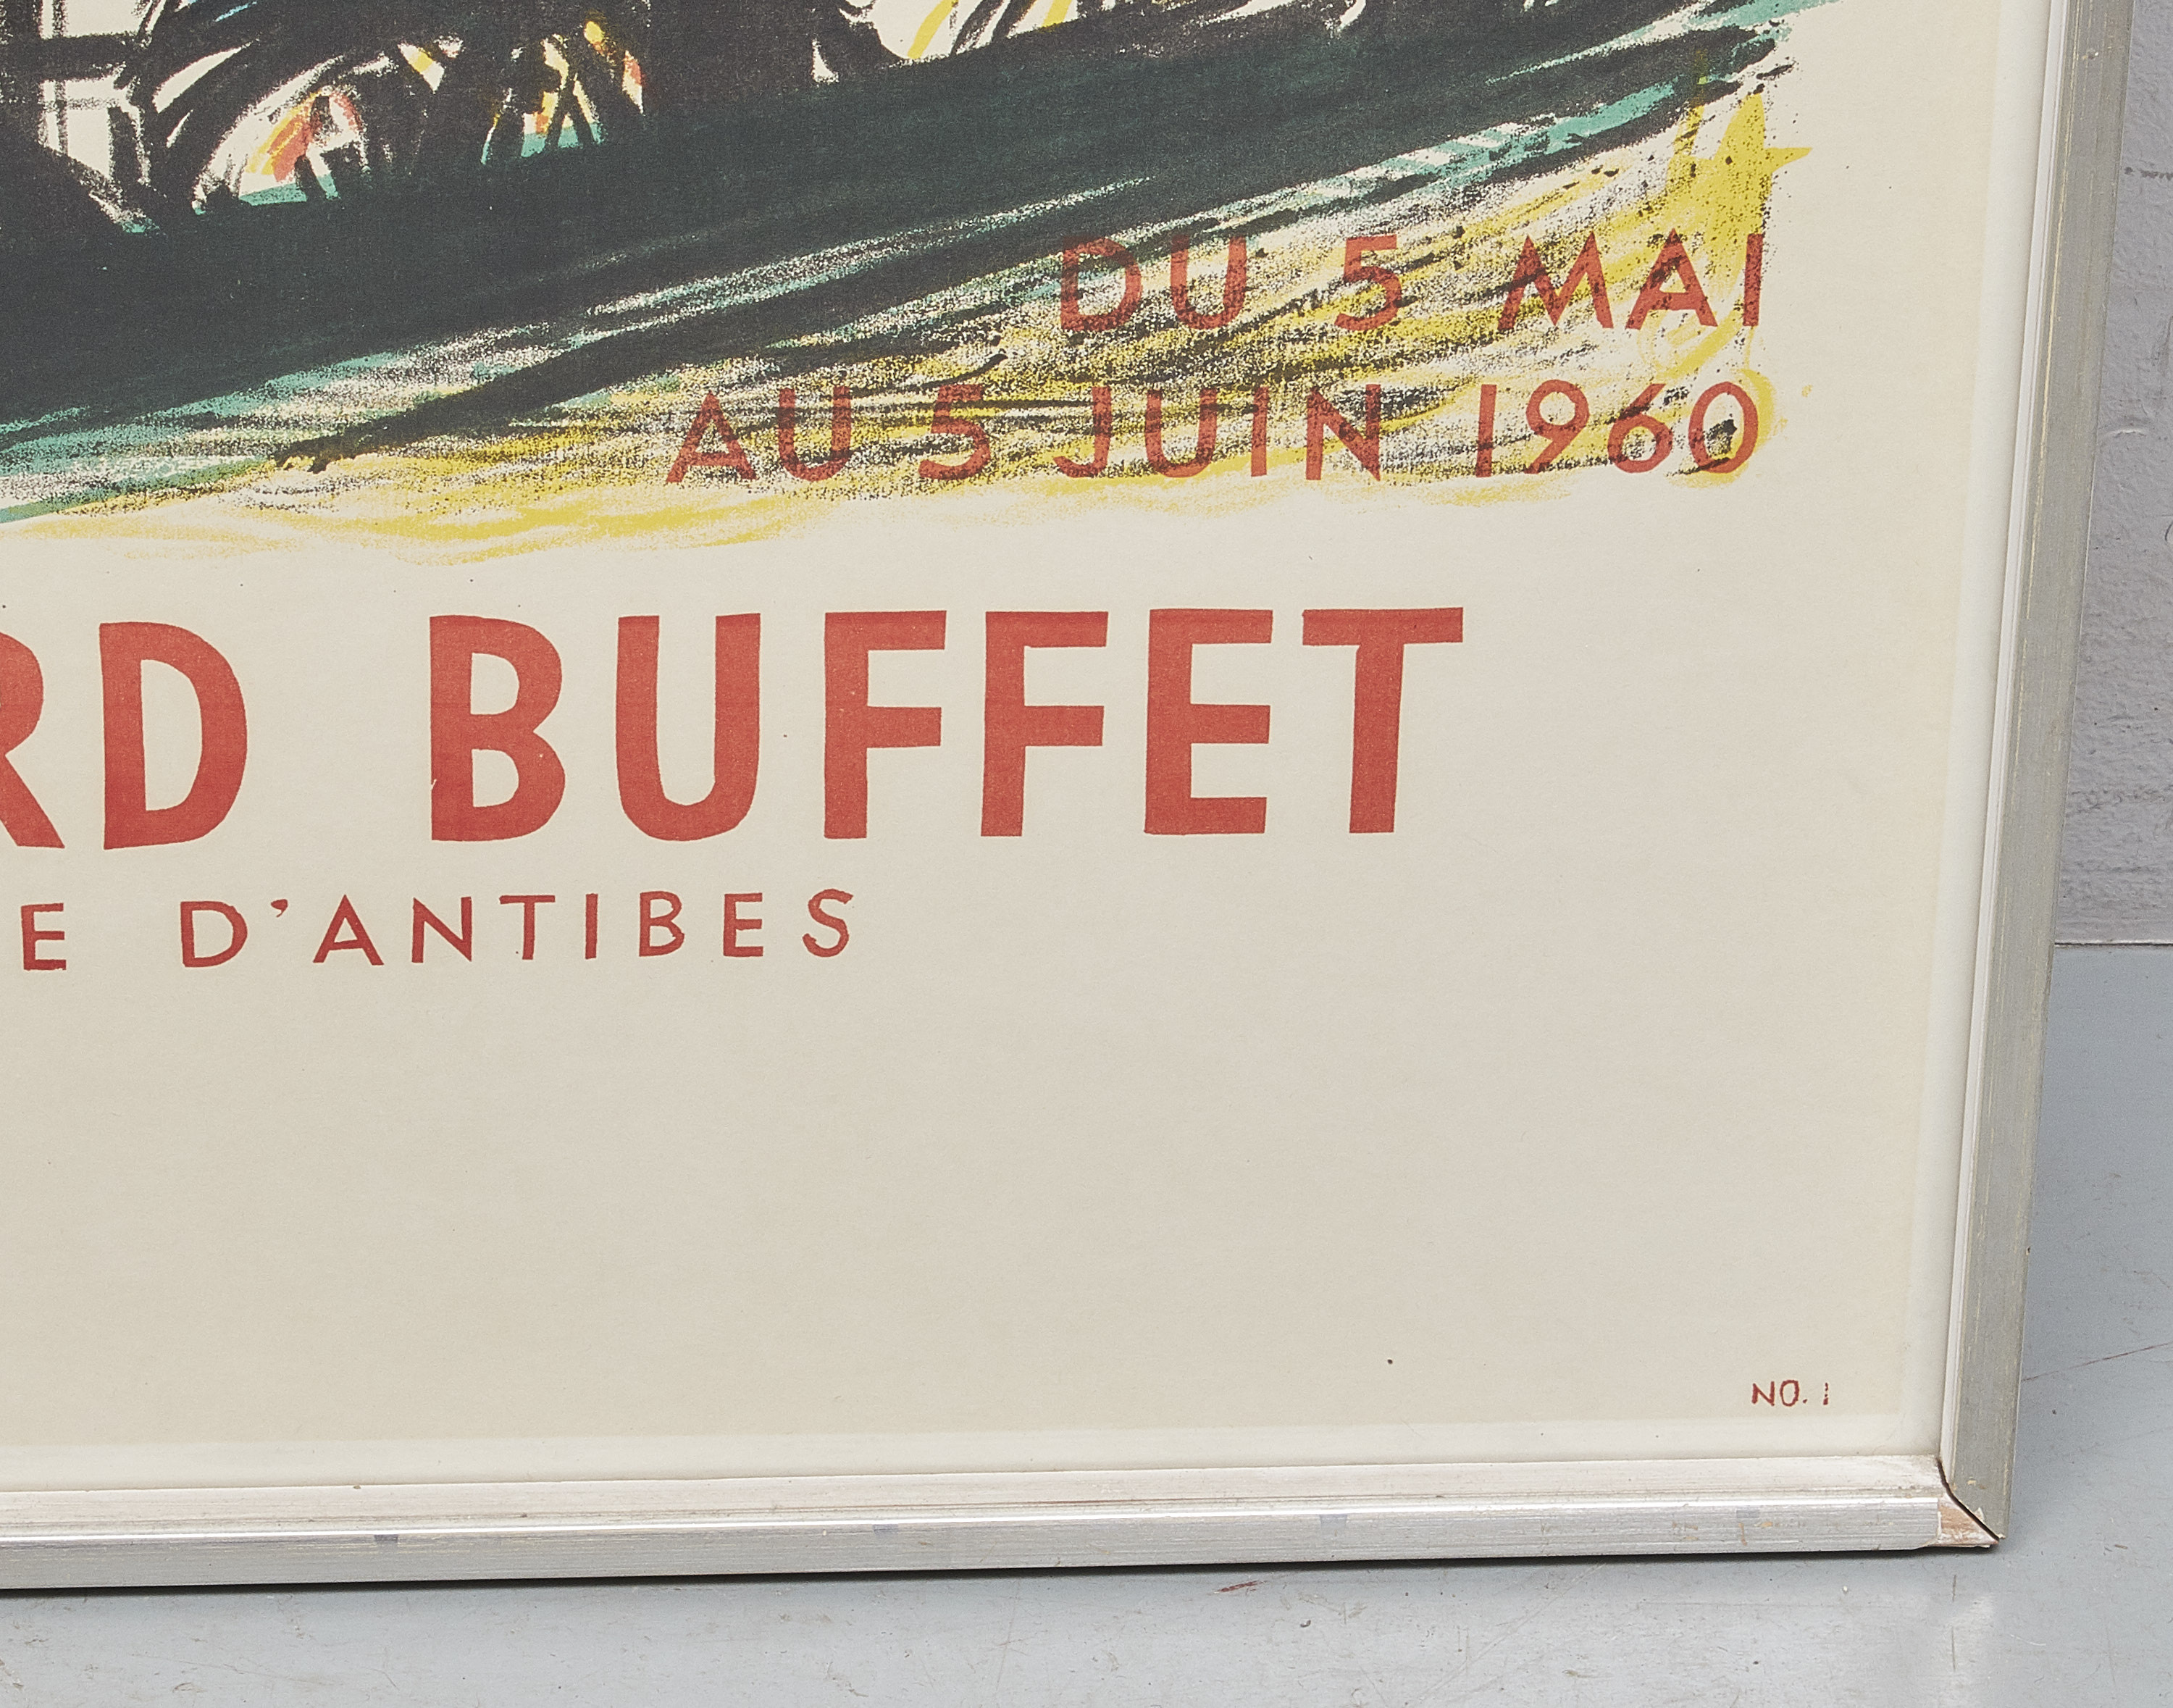 DU 5 MAI
AU 5 JUIN 1960
RD BUFFET
E D'ANTIBES
NO. 1